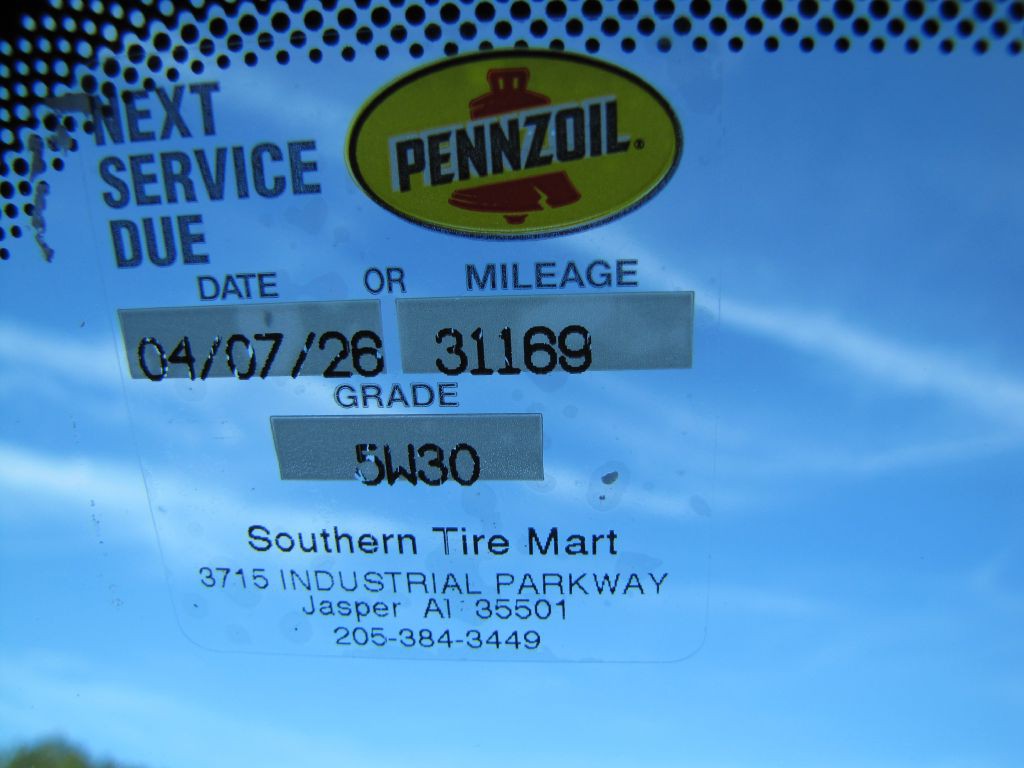 NEXT
SERVICE
DUE
PENNZOIL®
DATE OR MILEAGE
04/07/26 31169
GRADE
5W30
Southern Tire Mart
3715 INDUSTRIAL PARKWAY
Jasper Al 35501
205-384-3449